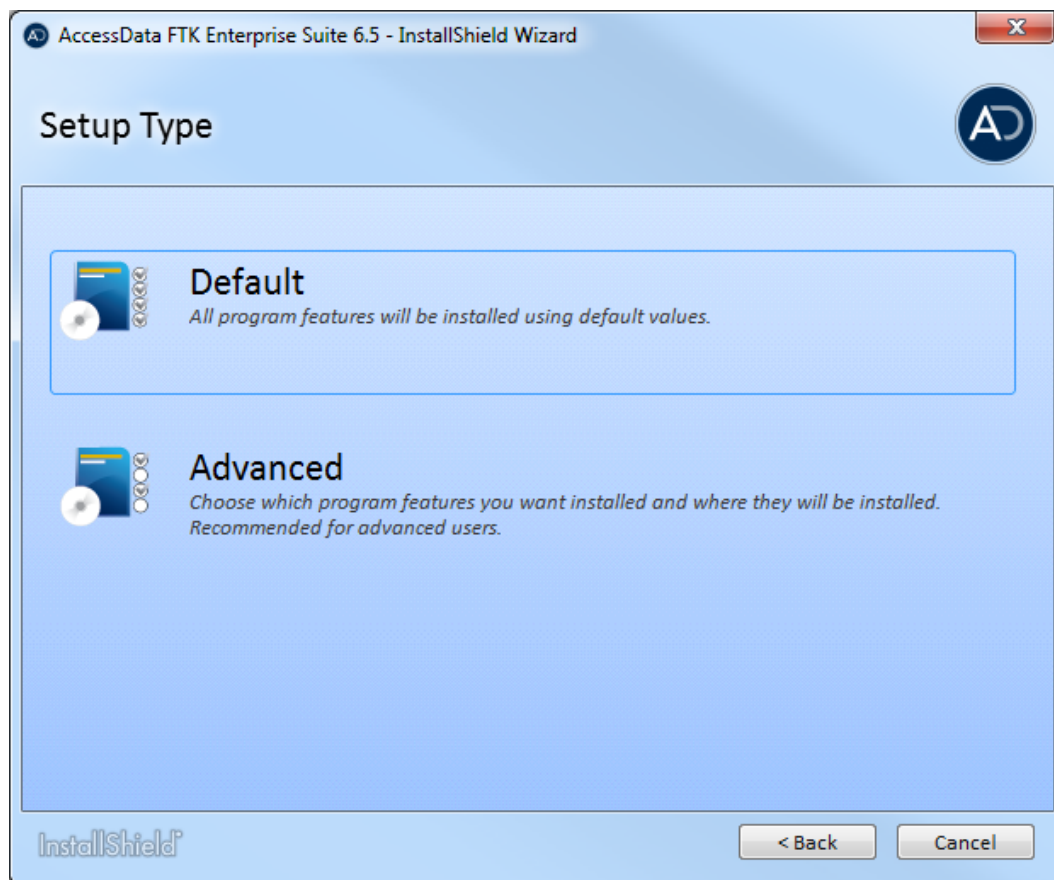 AccessData FTK Enterprise Suite 6.5 - InstallShield Wizard
X
Setup Type
AD
Default
All program features will be installed using default values.
Advanced
Choose which program features you want installed and where they will be installed.
Recommended for advanced users.
InstallShield®
< Back
Cancel